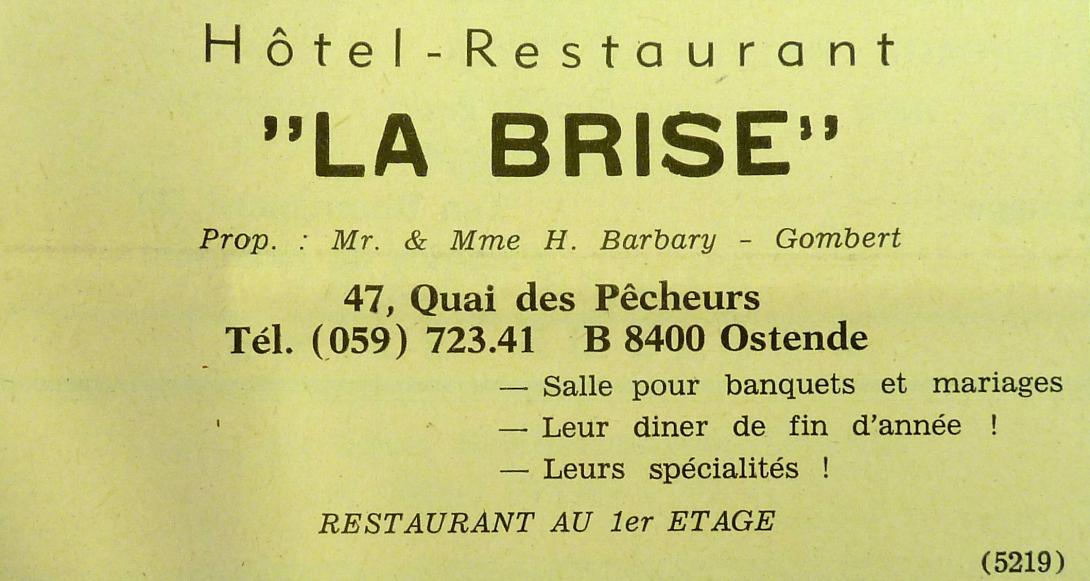 Hôtel-Restaurant
"LA BRISE"
Prop. : Mr. & Mme H. Barbary - Gombert
47, Quai des Pêcheurs
Tél. (059) 723.41 B 8400 Ostende
— Salle pour banquets et mariages
— Leur diner de fin d'année !
— Leurs spécialités !
RESTAURANT AU 1er ETAGE
(5219)